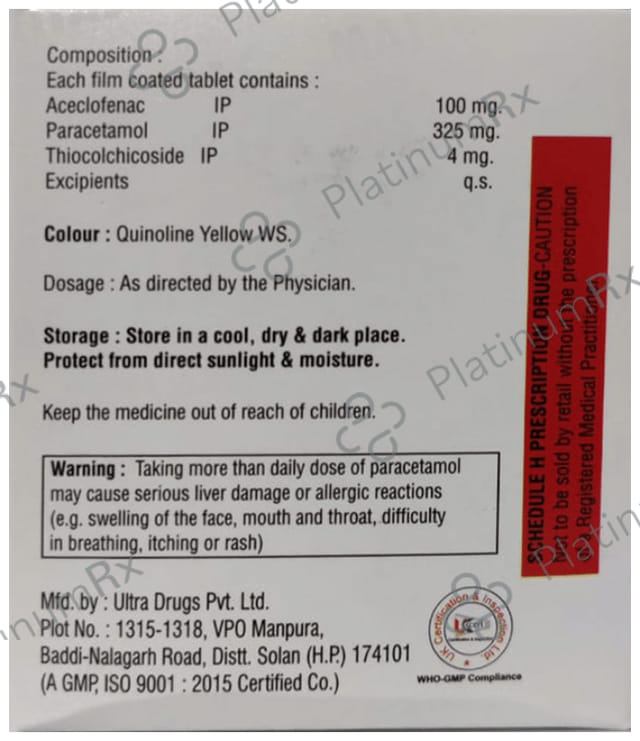 Composition :
Each film coated tablet contains :
Aceclofenac IP 100 mg.
Paracetamol IP 325 mg.
Thiocolchicoside IP 4 mg.
Excipients q.s.
Colour : Quinoline Yellow WS.
Dosage : As directed by the Physician.
Storage : Store in a cool, dry & dark place.
Protect from direct sunlight & moisture.
Keep the medicine out of reach of children.
Warning : Taking more than daily dose of paracetamol
may cause serious liver damage or allergic reactions
(e.g. swelling of the face, mouth and throat, difficulty
in breathing, itching or rash)
Mfd. by : Ultra Drugs Pvt. Ltd.
Plot No. : 1315-1318, VPO Manpura,
Baddi-Nalagarh Road, Distt. Solan (H.P.) 174101
(A GMP, ISO 9001 : 2015 Certified Co.)
SCHEDULE H PRESCRIPTION DRUG-CAUTION
to be sold by retail without the prescription
Registered Medical Practitioner
UK Certification & Inspection Ltd
WHO-GMP Compliance
PlatinumRx
PlatinumRx